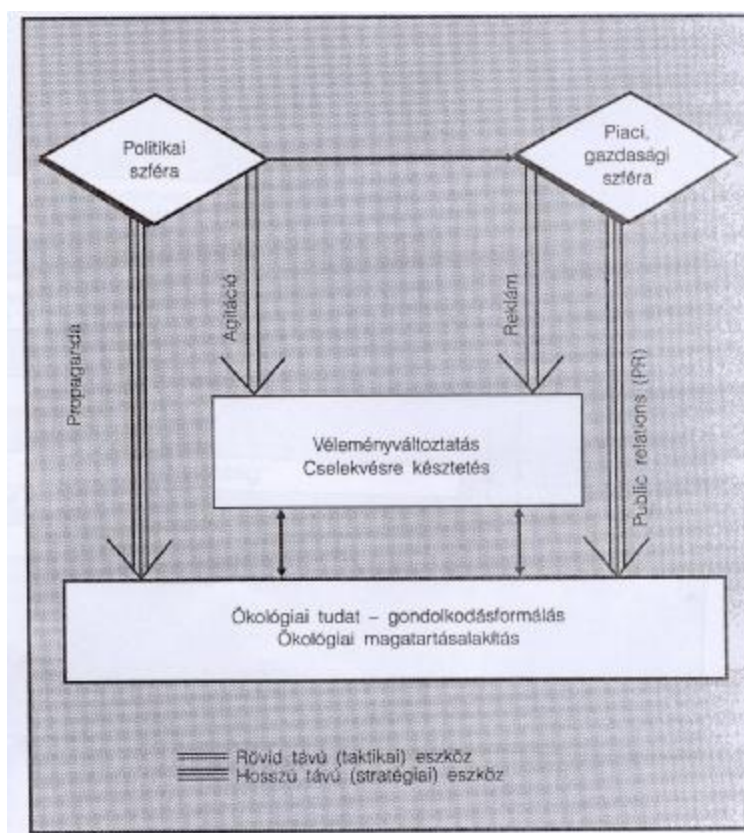 Politikai
szféra
Piaci,
gazdasági
szféra
Propaganda
Agitáció
Reklám
Public relations (PR)
Véleményváltoztatás
Cselekvésre késztetés
Ökológiai tudat – gondolkodásformálás
Ökológiai magatartásalakítás
Rövid távú (taktikai) eszköz
Hosszú távú (stratégiai) eszköz